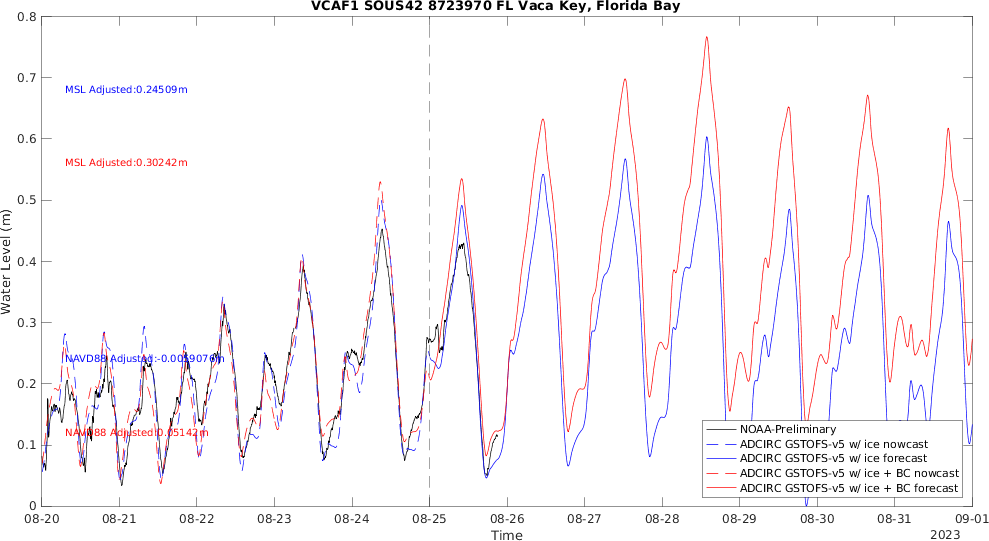 VCAF1 SOUS42 8723970 FL Vaca Key, Florida Bay
0.8
0.7
0.6
0.5
0.4
0.3
0.2
0.1
0
Water Level (m)
MSL Adjusted:0.24509m
MSL Adjusted:0.30242m
NAVD88 Adjusted:-0.0059076m
NAVD88 Adjusted:0.05142m
NOAA-Preliminary
ADCIRC GSTOFS-v5 w/ ice nowcast
ADCIRC GSTOFS-v5 w/ ice forecast
ADCIRC GSTOFS-v5 w/ ice + BC nowcast
ADCIRC GSTOFS-v5 w/ ice + BC forecast
08-20 08-21 08-22 08-23 08-24 08-25 08-26 08-27 08-28 08-29 08-30 08-31 09-01
Time
2023